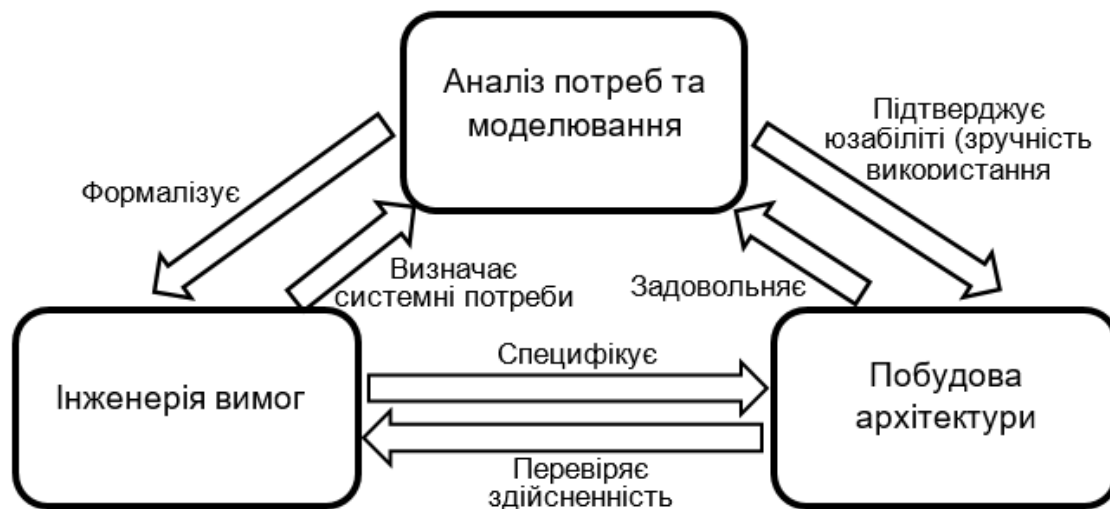 Аналіз потреб та
моделювання
Підтверджує
юзабіліті (зручність
використання
Формалізує
Визначає
системні потреби
Задовольняє
Специфікує
Інженерія вимог
Побудова
архітектури
Перевіряє
здійсненність